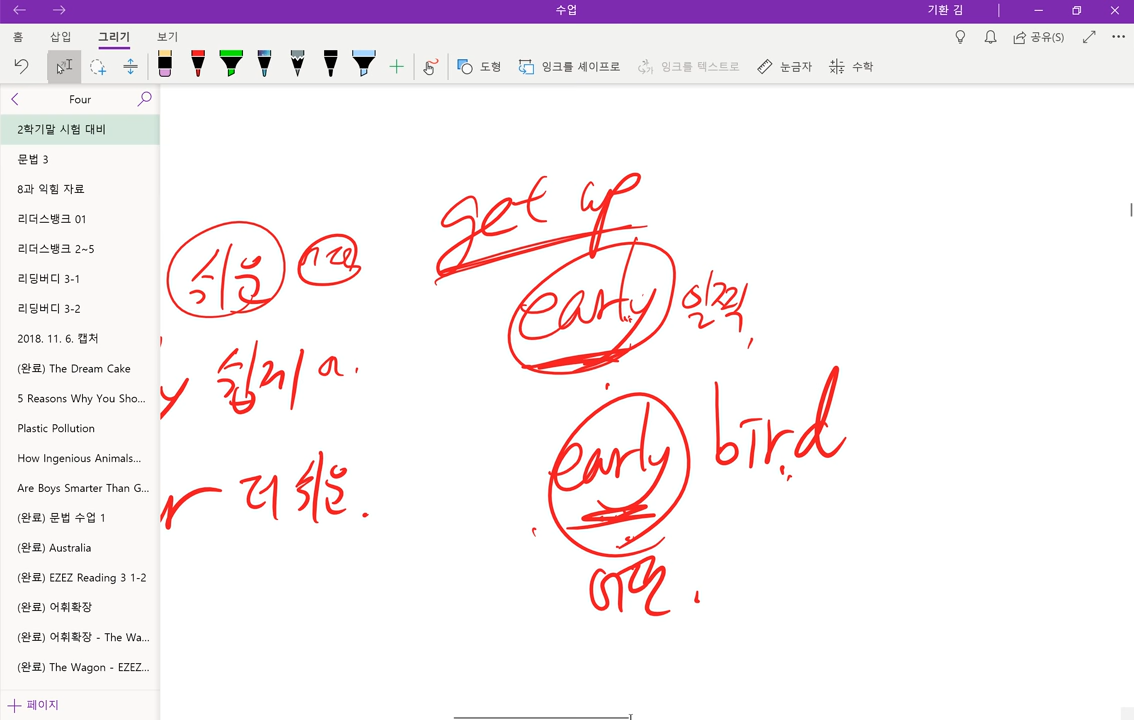 수업
기환 김
홈 삽입 그리기 보기
공유(S)
도형 잉크를 셰이프로 잉크를 텍스트로 눈금자 수학
Four
2학기말 시험 대비
문법 3
8과 익힘 자료
리더스뱅크 01
리더스뱅크 2~5
리딩버디 3-1
리딩버디 3-2
2018. 11. 6. 캡처
(완료) The Dream Cake
5 Reasons Why You Sho...
Plastic Pollution
How Ingenious Animals...
Are Boys Smarter Than G...
(완료) 문법 수업 1
(완료) Australia
(완료) EZEZ Reading 3 1-2
(완료) 어휘확장
(완료) 어휘확장 - The Wa...
(완료) The Wagon - EZEZ...
페이지
get up
쉬운
early 일찍
y 쉽게
early bird
r 더 쉬운.